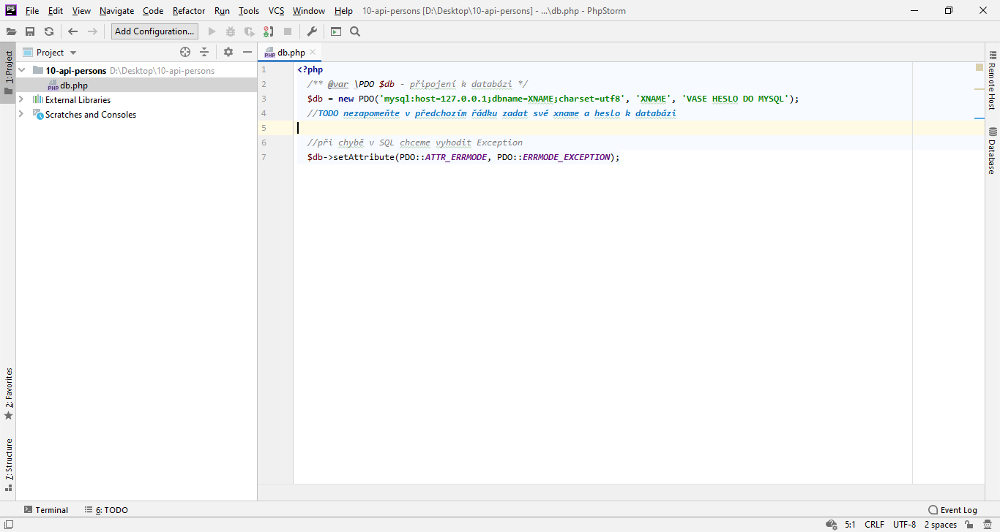 PS File Edit View Navigate Code Refactor Run Tools VCS Window Help 10-api-persons [D:\Desktop\10-api-persons] - ...\db.php - PhpStorm
Add Configuration...
1: Project
Project
10-api-persons D:\Desktop\10-api-persons
PHP db.php
External Libraries
Scratches and Consoles
2: Favorites
7: Structure
PHP db.php
1 <?php
2 /** @var \PDO $db - připojení k databázi */
3 $db = new PDO('mysql:host=127.0.0.1;dbname=XNAME;charset=utf8', 'XNAME', 'VASE HESLO DO MYSQL');
4 //TODO nezapomeňte v předchozím řádku zadat své xname a heslo k databázi
5
6 //při chybě v SQL chceme vyhodit Exception
7 $db->setAttribute(PDO::ATTR_ERRMODE, PDO::ERRMODE_EXCEPTION);
Remote Host
Database
Terminal 6: TODO Event Log
5:1 CRLF UTF-8 2 spaces